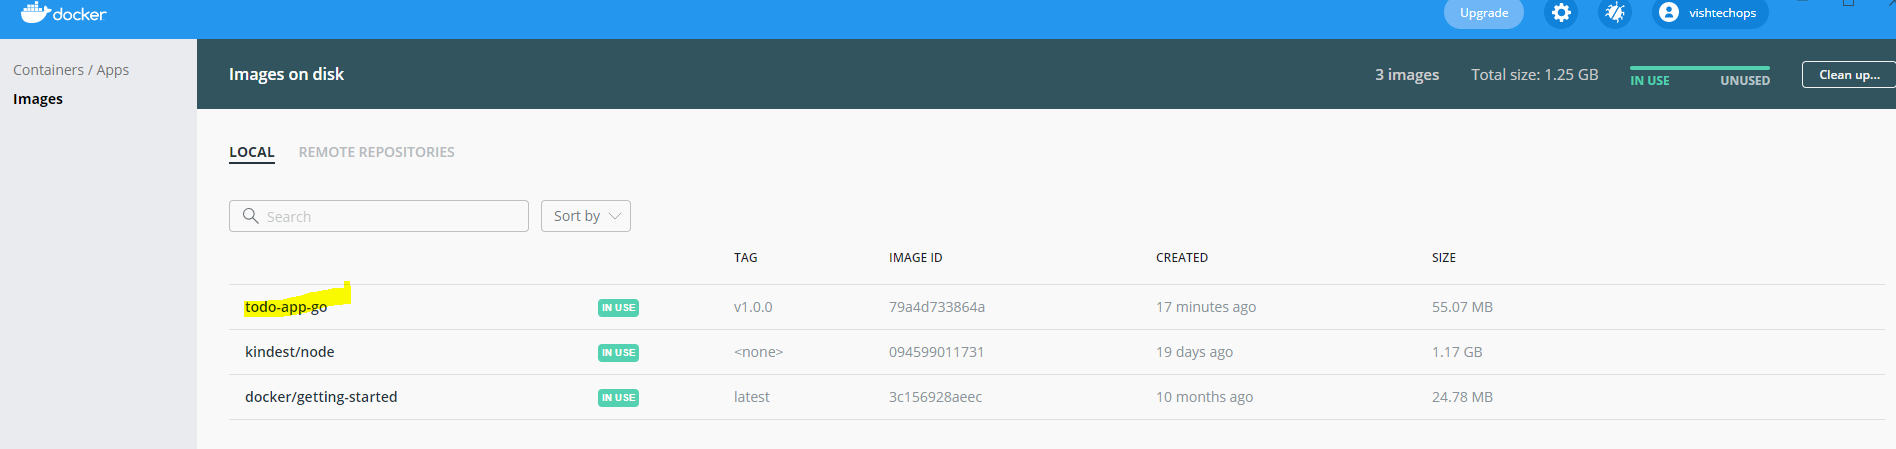 docker
Upgrade
vishtechops
Containers / Apps
Images
Images on disk
3 images
Total size: 1.25 GB
IN USE
UNUSED
Clean up...
LOCAL
REMOTE REPOSITORIES
Search
Sort by
TAG IMAGE ID CREATED SIZE
todo-app-go IN USE v1.0.0 79a4d733864a 17 minutes ago 55.07 MB
kindest/node IN USE <none> 094599011731 19 days ago 1.17 GB
docker/getting-started IN USE latest 3c156928aeec 10 months ago 24.78 MB